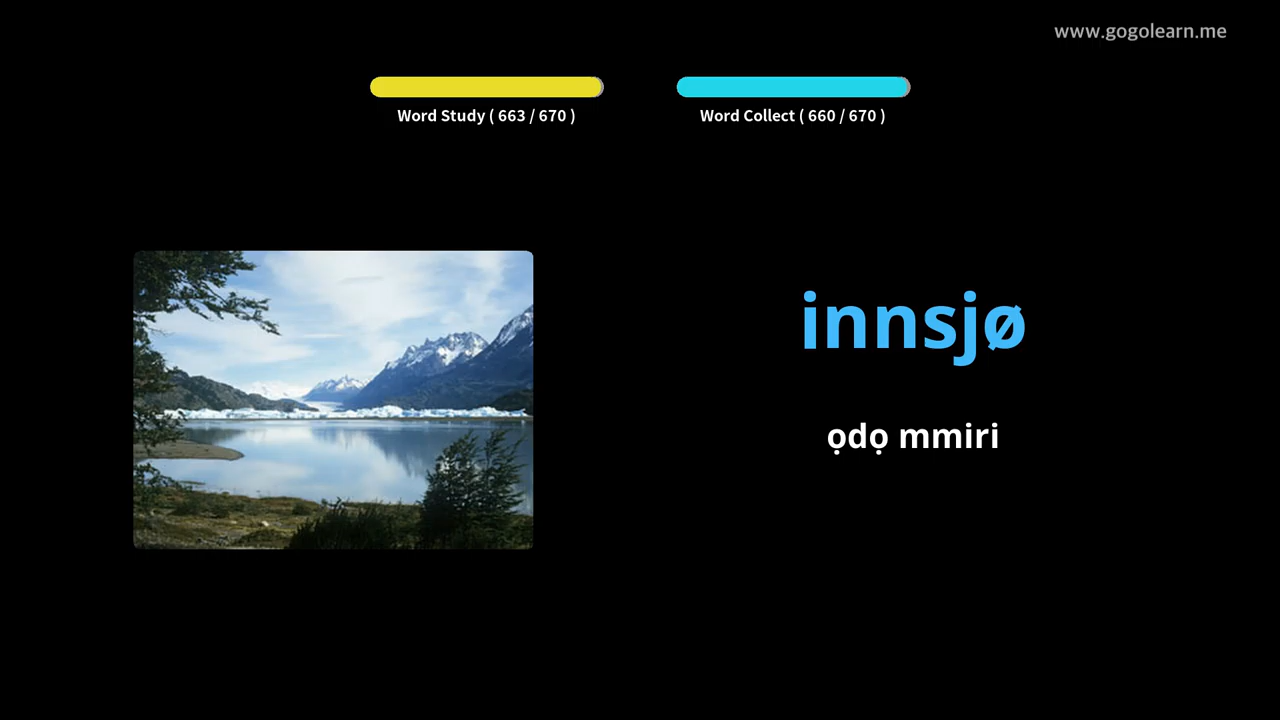 www.gogolearn.me
Word Study ( 663 / 670 )
Word Collect ( 660 / 670 )
innsjø
ọdọ mmiri